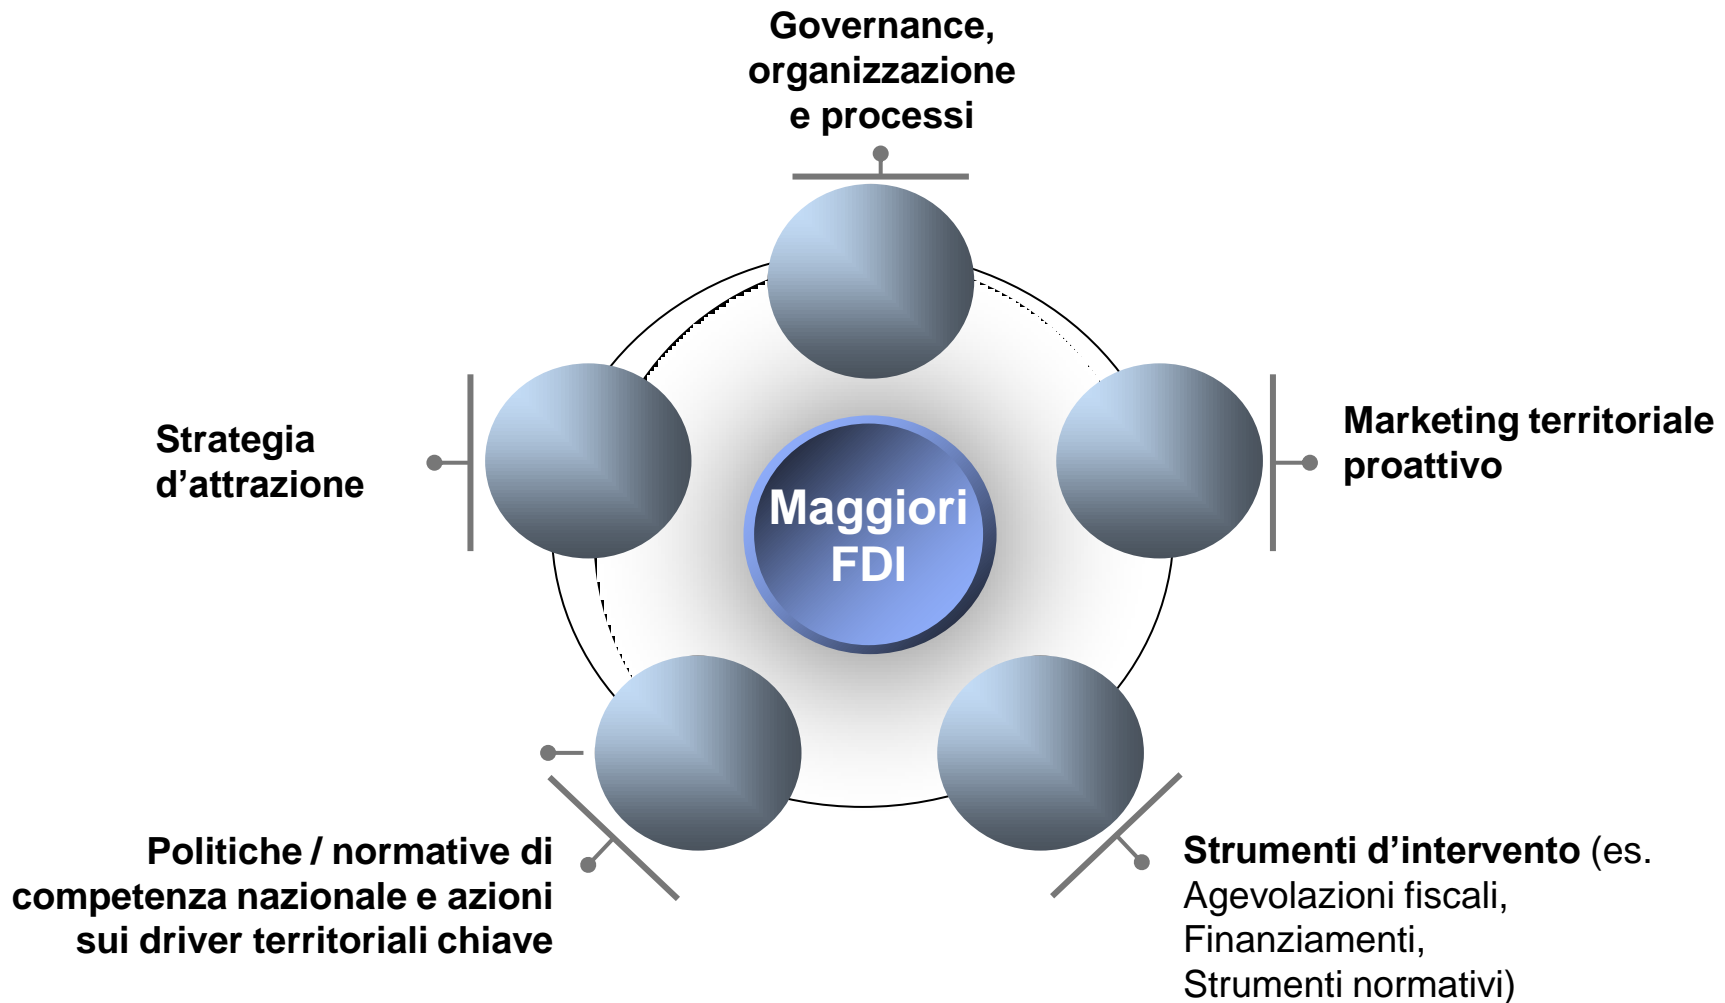 Governance,
organizzazione
e processi
Strategia
d’attrazione
Marketing territoriale
proattivo
Maggiori
FDI
Politiche / normative di
competenza nazionale e azioni
sui driver territoriali chiave
Strumenti d’intervento (es.
Agevolazioni fiscali,
Finanziamenti,
Strumenti normativi)